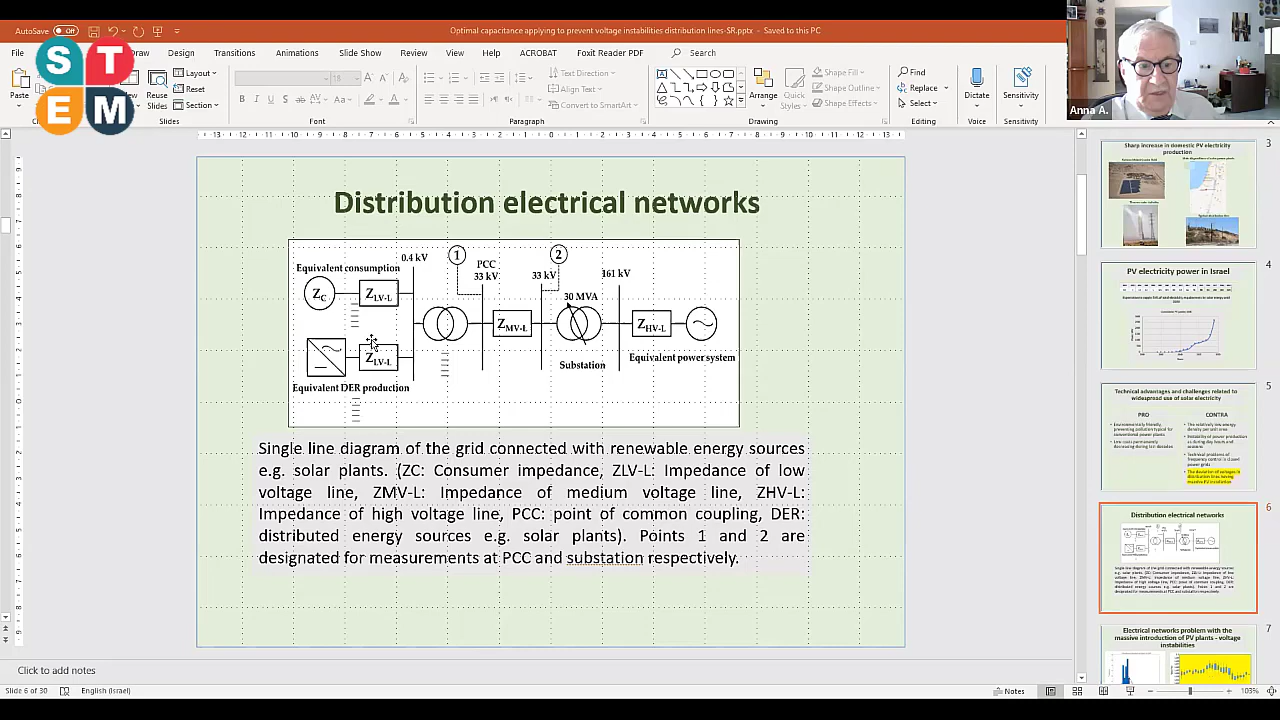 AutoSave Off
Optimal capacitance applying to prevent voltage instabilities distribution lines-SR.pptx - Saved to this PC
File
Draw
Design
Transitions
Animations
Slide Show
Review
View
Help
ACROBAT
Foxit Reader PDF
Search
S T
E M
Paste
Reuse
Slides
Layout
Reset
Section
Slides
18
Font
Text Direction
Align Text
Convert to SmartArt
Paragraph
Arrange
Quick
Styles
Shape Fill
Shape Outline
Shape Effects
Drawing
Find
Replace
Select
Editing
Dictate
Voice
Sensitivity
Sensitivity
Anna A.
Distribution electrical networks
Equivalent consumption
0.4 kV
1
PCC
33 kV
2
33 kV
161 kV
30 MVA
ZC
ZLV-L
ZMV-L
ZHV-L
ZLV-L
Substation
Equivalent power system
Equivalent DER production
Single line diagram of the grid connected with renewable energy sources
e.g. solar plants. (ZC: Consumer impedance, ZLV-L: Impedance of low
voltage line, ZMV-L: Impedance of medium voltage line, ZHV-L:
Impedance of high voltage line, PCC: point of common coupling, DER:
distributed energy sources e.g. solar plants). Points 1 and 2 are
designated for measurements at PCC and substation respectively.
3
Sharp increase in domestic PV electricity
production
4
PV electricity power in Israel
5
Technical advantages and challenges related to
widespread use of solar electricity
PRO
CONTRA
6
Distribution electrical networks
7
Electrical networks problem with the
massive introduction of PV plants - voltage
instabilities
Click to add notes
Slide 6 of 30
English (Israel)
Notes
103%